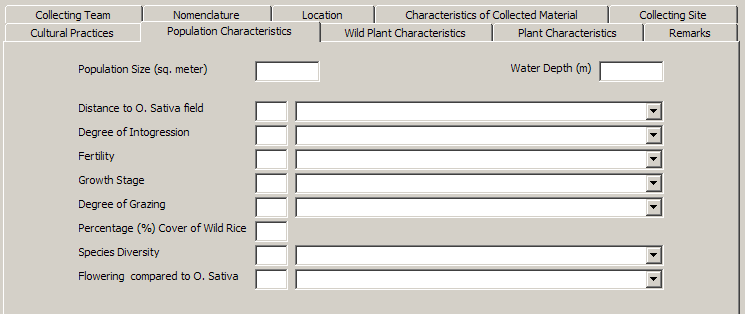 Collecting Team Nomenclature Location Characteristics of Collected Material Collecting Site
Cultural Practices Population Characteristics Wild Plant Characteristics Plant Characteristics Remarks
Population Size (sq. meter) Water Depth (m)
Distance to O. Sativa field
Degree of Intogression
Fertility
Growth Stage
Degree of Grazing
Percentage (%) Cover of Wild Rice
Species Diversity
Flowering compared to O. Sativa